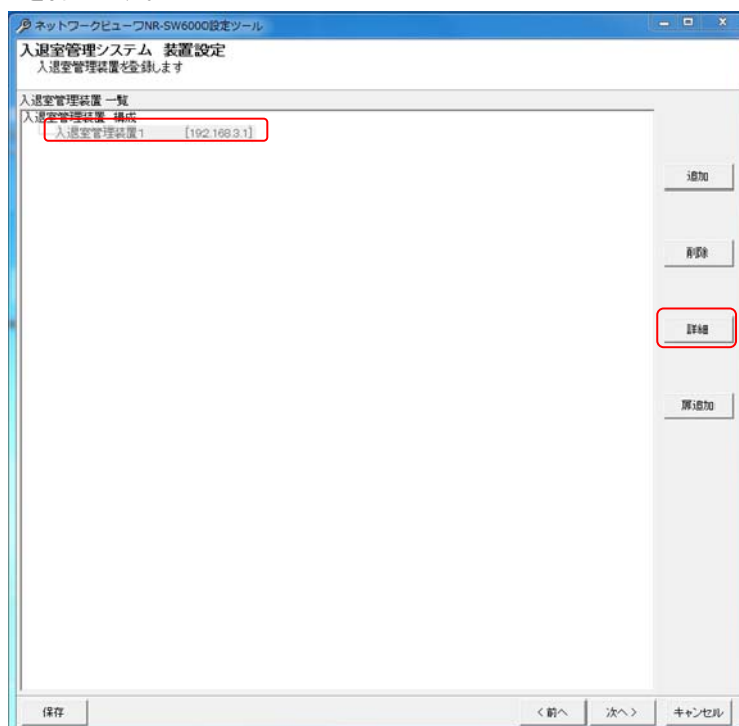 ネットワークビューワNR-SW6000設定ツール
入退室管理システム 装置設定
入退室管理装置を登録します
入退室管理装置 一覧
入退室管理装置 構成
入退室管理装置1 [192.168.3.1]
追加
削除
詳細
扉追加
保存
<前へ
次へ>
キャンセル